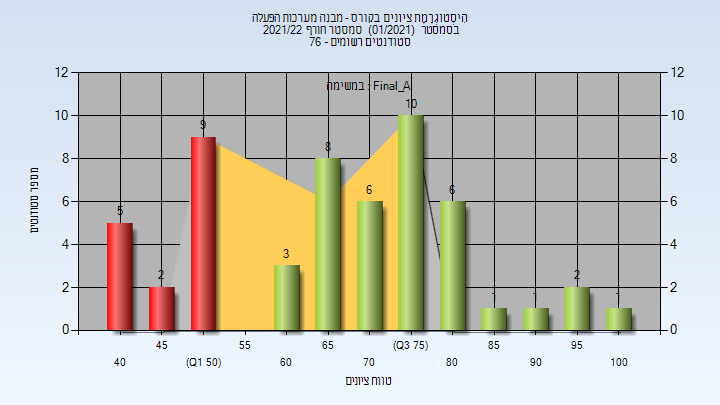 הִיסְטוֹגְרָמַת ציונים בקורס - מבנה מערכות הפעלה
בסמסטר (01/2021) סמסטר חורף 2021/22
סטודנטים רשומים - 76
במשימה : Final_A
מספר סטודנטים
12 12
10 10
8 8
6 6
4 4
2 2
0 0
5 2 9 3 8 6 10 6 1 1 2 1
45 55 65 (Q3 75) 85 95
40 (Q1 50) 60 70 80 90 100
טווח ציונים